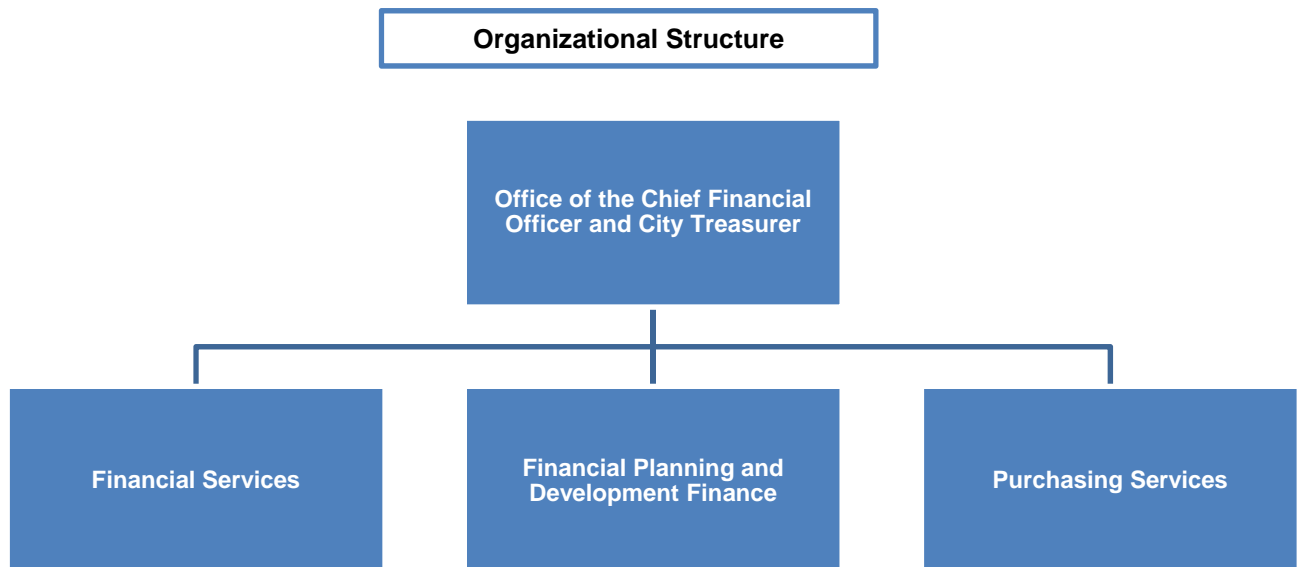 Organizational Structure
Office of the Chief Financial
Officer and City Treasurer
Financial Services
Financial Planning and
Development Finance
Purchasing Services